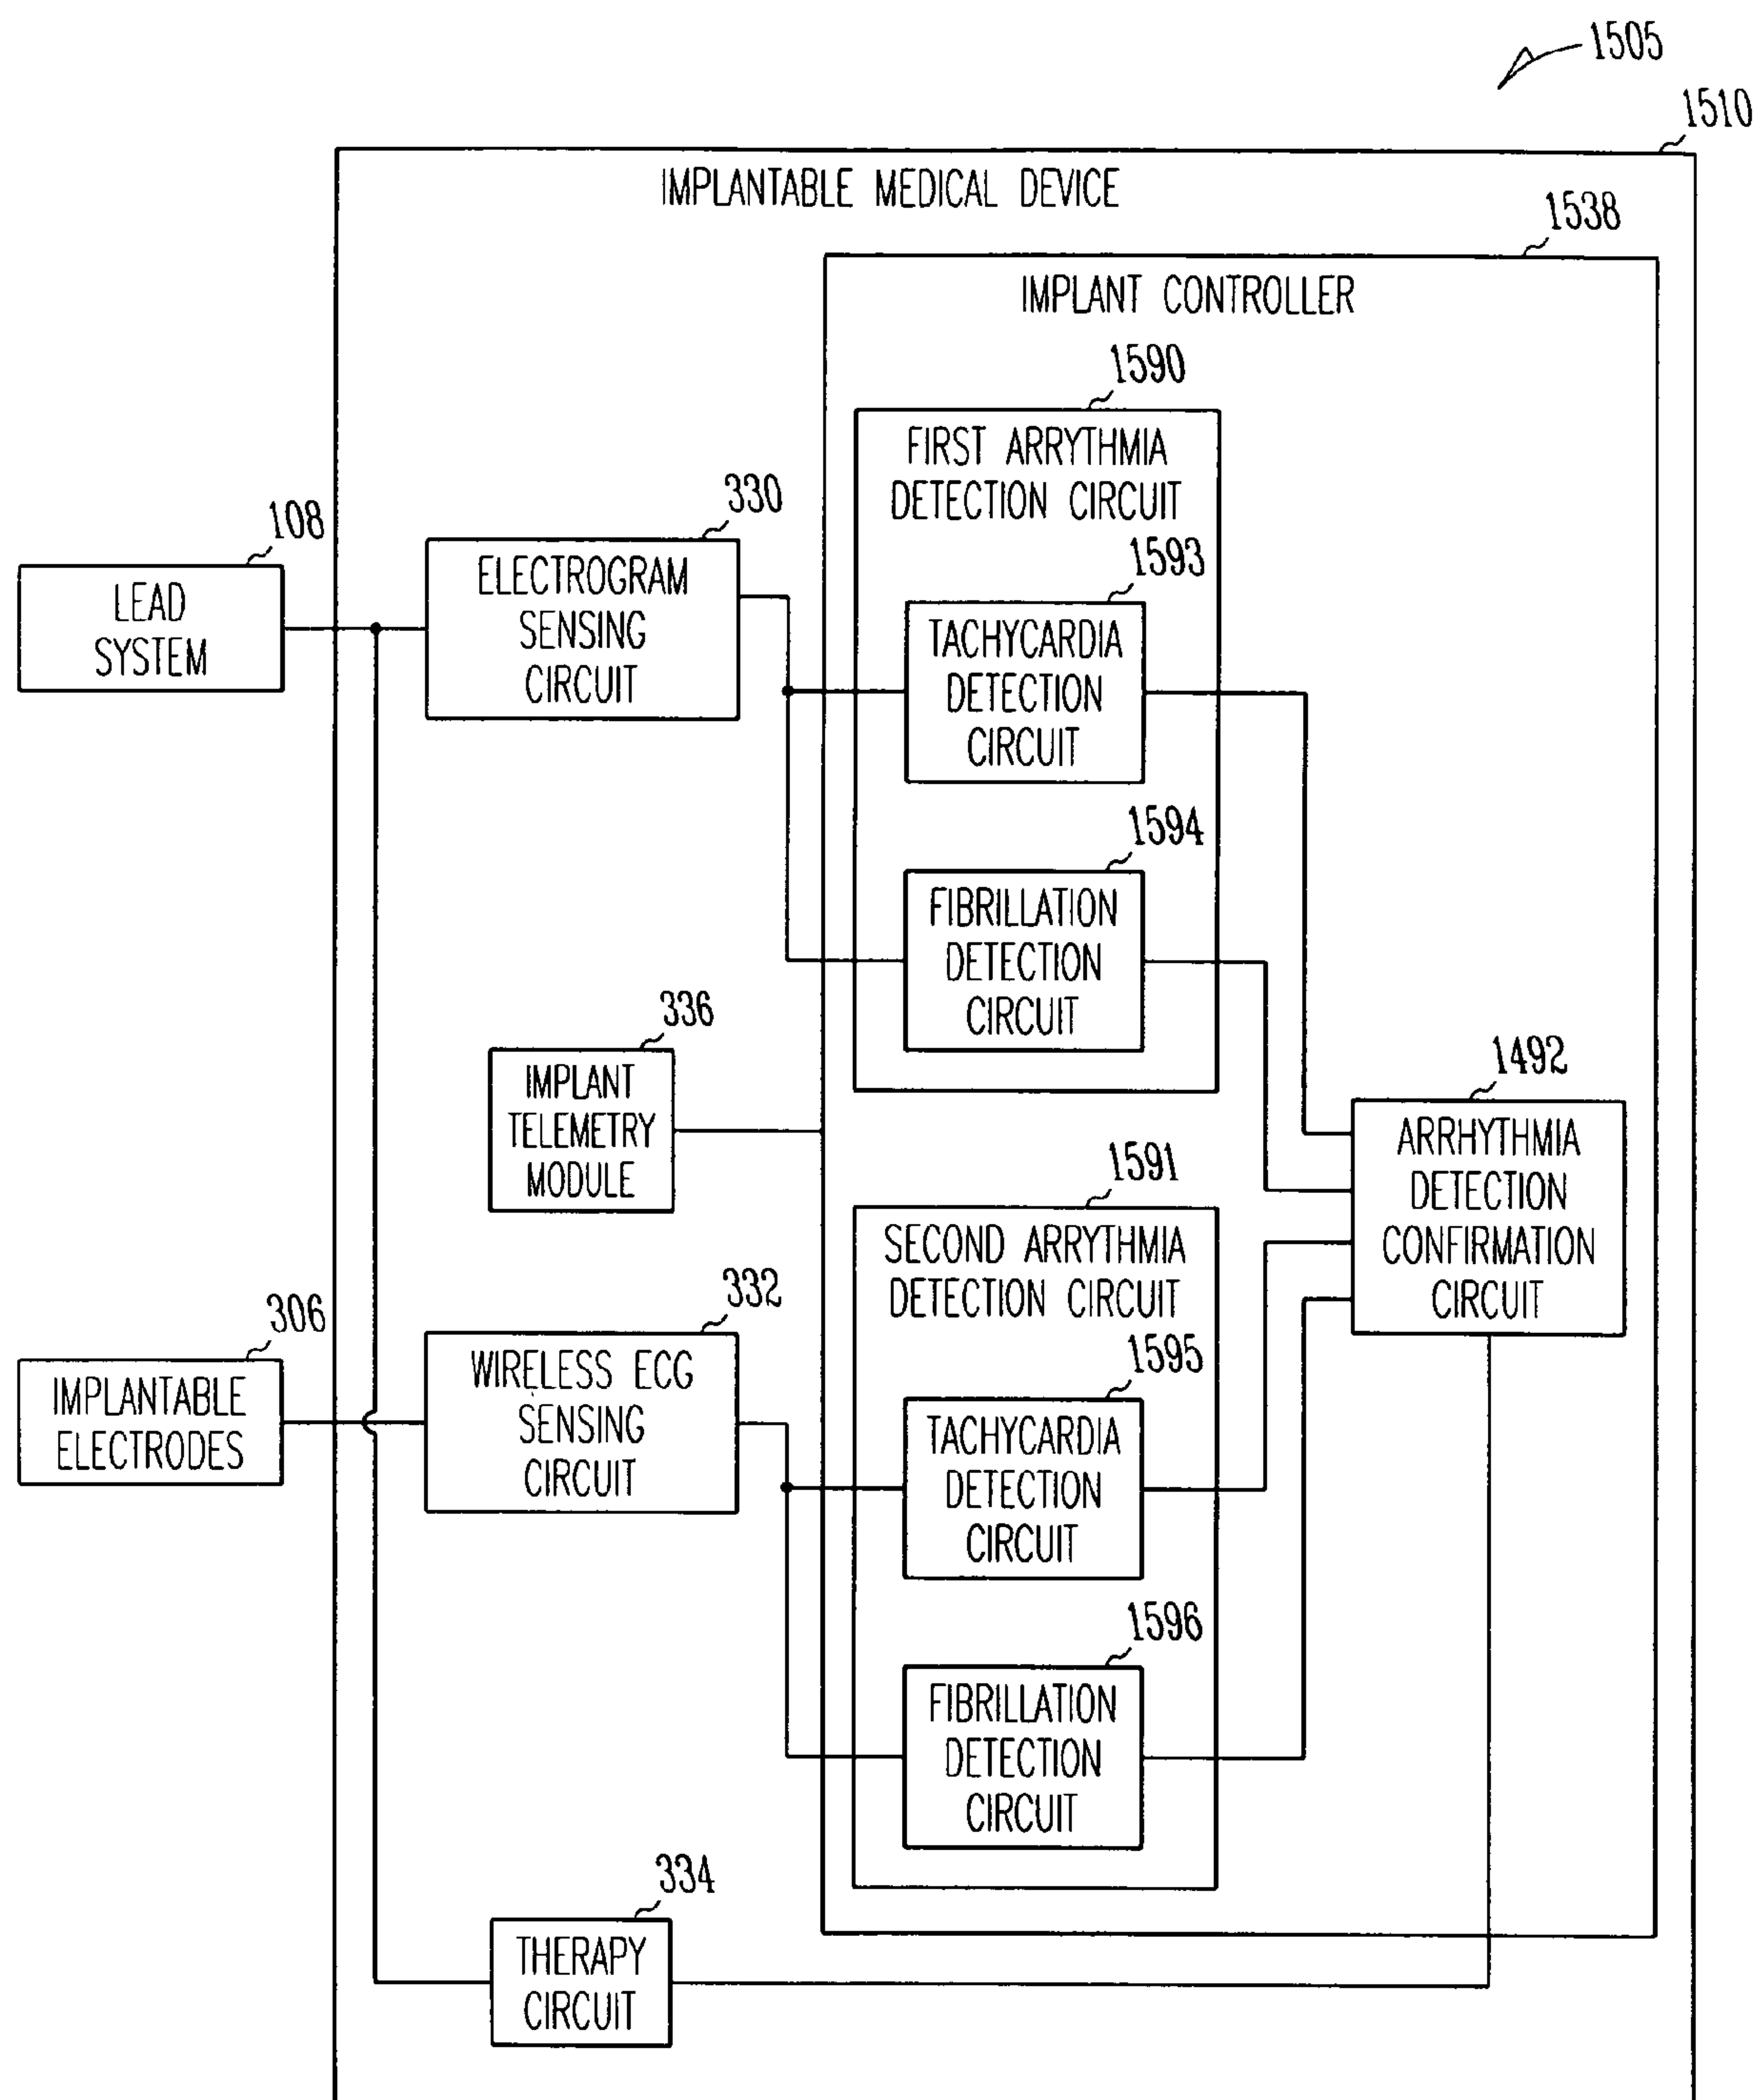 1505
1510
IMPLANTABLE MEDICAL DEVICE
1538
IMPLANT CONTROLLER
1590
FIRST ARRYTHMIA
DETECTION CIRCUIT
330
108
ELECTROGRAM
SENSING
CIRCUIT
LEAD
SYSTEM
1593
TACHYCARDIA
DETECTION
CIRCUIT
1594
FIBRILLATION
DETECTION
CIRCUIT
336
IMPLANT
TELEMETRY
MODULE
1492
ARRHYTHMIA
DETECTION
CONFIRMATION
CIRCUIT
1591
SECOND ARRYTHMIA
DETECTION CIRCUIT
332
306
WIRELESS ECG
SENSING
CIRCUIT
IMPLANTABLE
ELECTRODES
1595
TACHYCARDIA
DETECTION
CIRCUIT
1596
FIBRILLATION
DETECTION
CIRCUIT
334
THERAPY
CIRCUIT